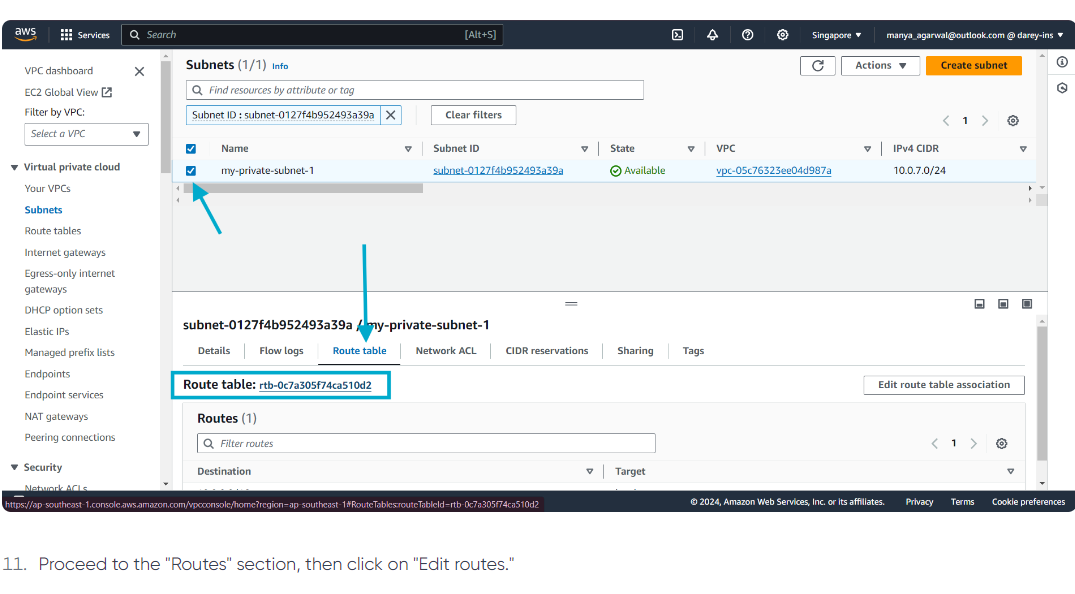 aws
Services
Search
[Alt+S]
Singapore ▼
manya_agarwal@outlook.com @ darey-ins ▼
VPC dashboard
EC2 Global View
Filter by VPC:
Select a VPC
Virtual private cloud
Your VPCs
Subnets
Route tables
Internet gateways
Egress-only internet
gateways
DHCP option sets
Elastic IPs
Managed prefix lists
Endpoints
Endpoint services
NAT gateways
Peering connections
Security
Network ACLs
Subnets (1/1) Info
Actions ▼
Create subnet
Find resources by attribute or tag
Subnet ID : subnet-0127f4b952493a39a
Clear filters
1
Name
Subnet ID
State
VPC
IPv4 CIDR
my-private-subnet-1
subnet-0127f4b952493a39a
Available
vpc-05c76323ee04d987a
10.0.7.0/24
subnet-0127f4b952493a39a / my-private-subnet-1
Details
Flow logs
Route table
Network ACL
CIDR reservations
Sharing
Tags
Route table: rtb-0c7a305f74ca510d2
Edit route table association
Routes (1)
Filter routes
1
Destination
Target
https://ap-southeast-1.console.aws.amazon.com/vpcconsole/home?region=ap-southeast-1#RouteTables:routeTableId=rtb-0c7a305f74ca510d2
© 2024, Amazon Web Services, Inc. or its affiliates.
Privacy
Terms
Cookie preferences
11. Proceed to the "Routes" section, then click on "Edit routes."